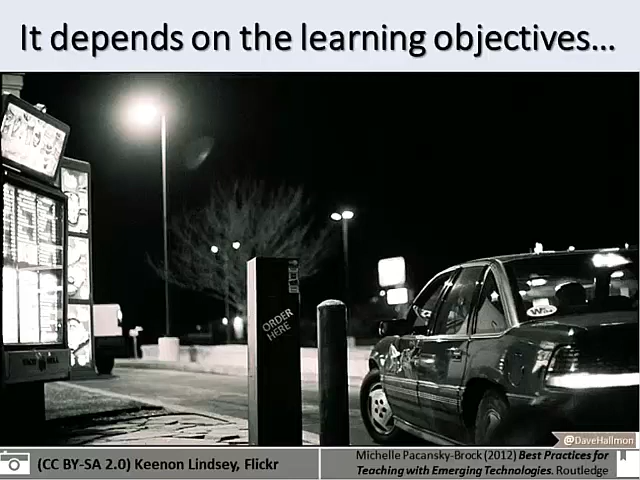 It depends on the learning objectives...
ORDER
HERE
@DaveHallmon
(CC BY-SA 2.0) Keenon Lindsey, Flickr
Michelle Pacansky-Brock (2012) Best Practices for
Teaching with Emerging Technologies. Routledge